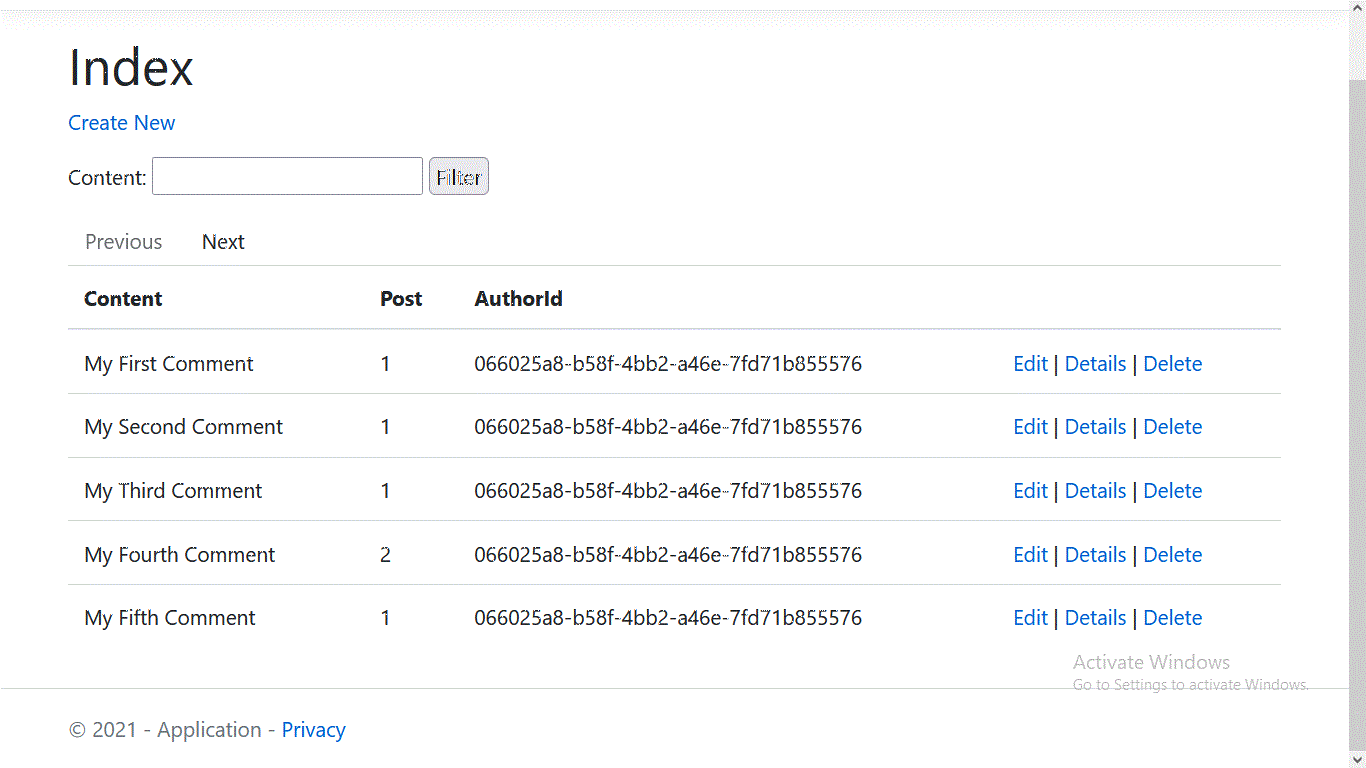 Index
Create New
Content: Filter
Previous Next
Content Post AuthorId
My First Comment 1 066025a8-b58f-4bb2-a46e-7fd71b855576 Edit | Details | Delete
My Second Comment 1 066025a8-b58f-4bb2-a46e-7fd71b855576 Edit | Details | Delete
My Third Comment 1 066025a8-b58f-4bb2-a46e-7fd71b855576 Edit | Details | Delete
My Fourth Comment 2 066025a8-b58f-4bb2-a46e-7fd71b855576 Edit | Details | Delete
My Fifth Comment 1 066025a8-b58f-4bb2-a46e-7fd71b855576 Edit | Details | Delete
Activate Windows
Go to Settings to activate Windows.
© 2021 - Application - Privacy